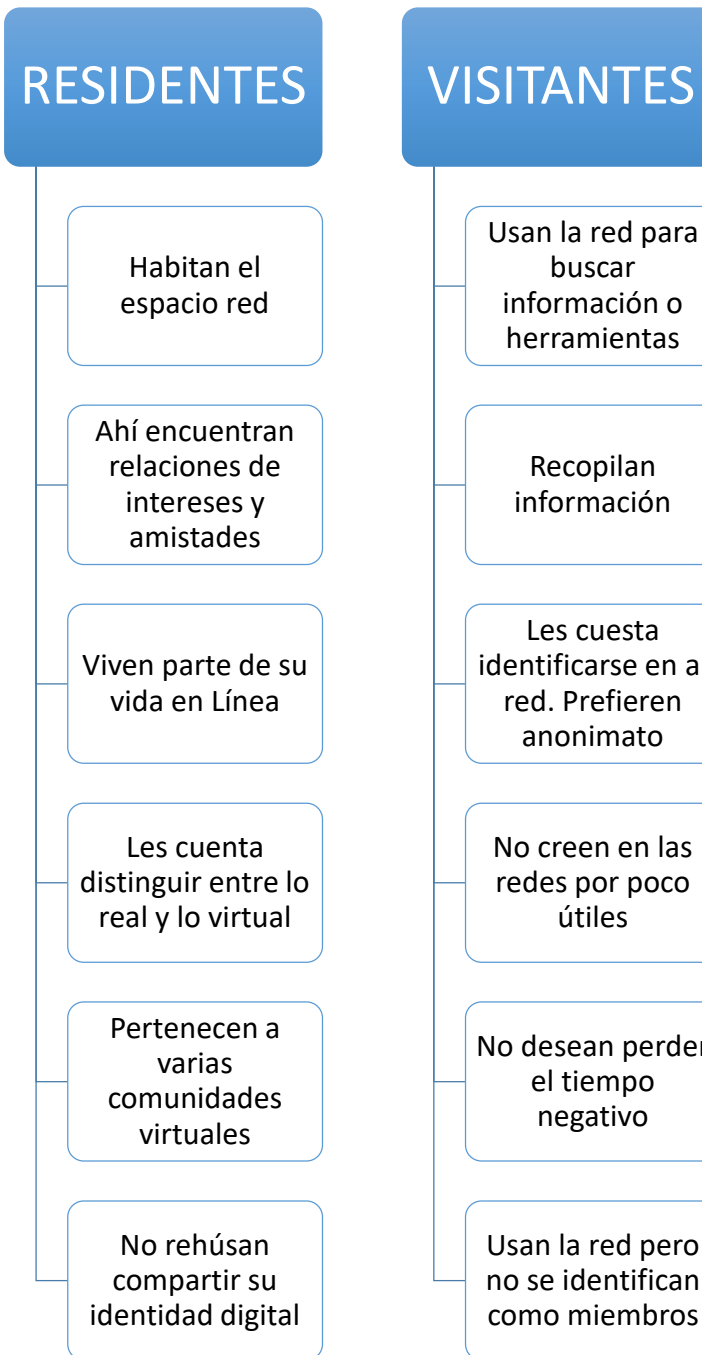 RESIDENTES
Habitan el
espacio red
Ahí encuentran
relaciones de
intereses y
amistades
Viven parte de su
vida en Línea
Les cuenta
distinguir entre lo
real y lo virtual
Pertenecen a
varias
comunidades
virtuales
No rehúsan
compartir su
identidad digital
VISITANTES
Usan la red para
buscar
información o
herramientas
Recopilan
información
Les cuesta
identificarse en a
red. Prefieren
anonimato
No creen en las
redes por poco
útiles
No desean perder
el tiempo
negativo
Usan la red pero
no se identifican
como miembros